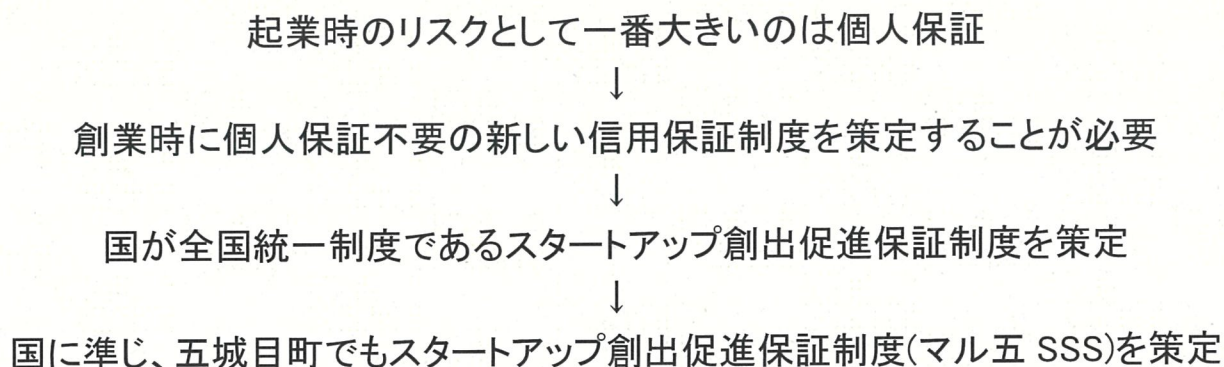 起業時のリスクとして一番大きいのは個人保証
↓
創業時に個人保証不要の新しい信用保証制度を策定することが必要
↓
国が全国統一制度であるスタートアップ創出促進保証制度を策定
↓
国に準じ、五城目町でもスタートアップ創出促進保証制度(マル五 SSS)を策定